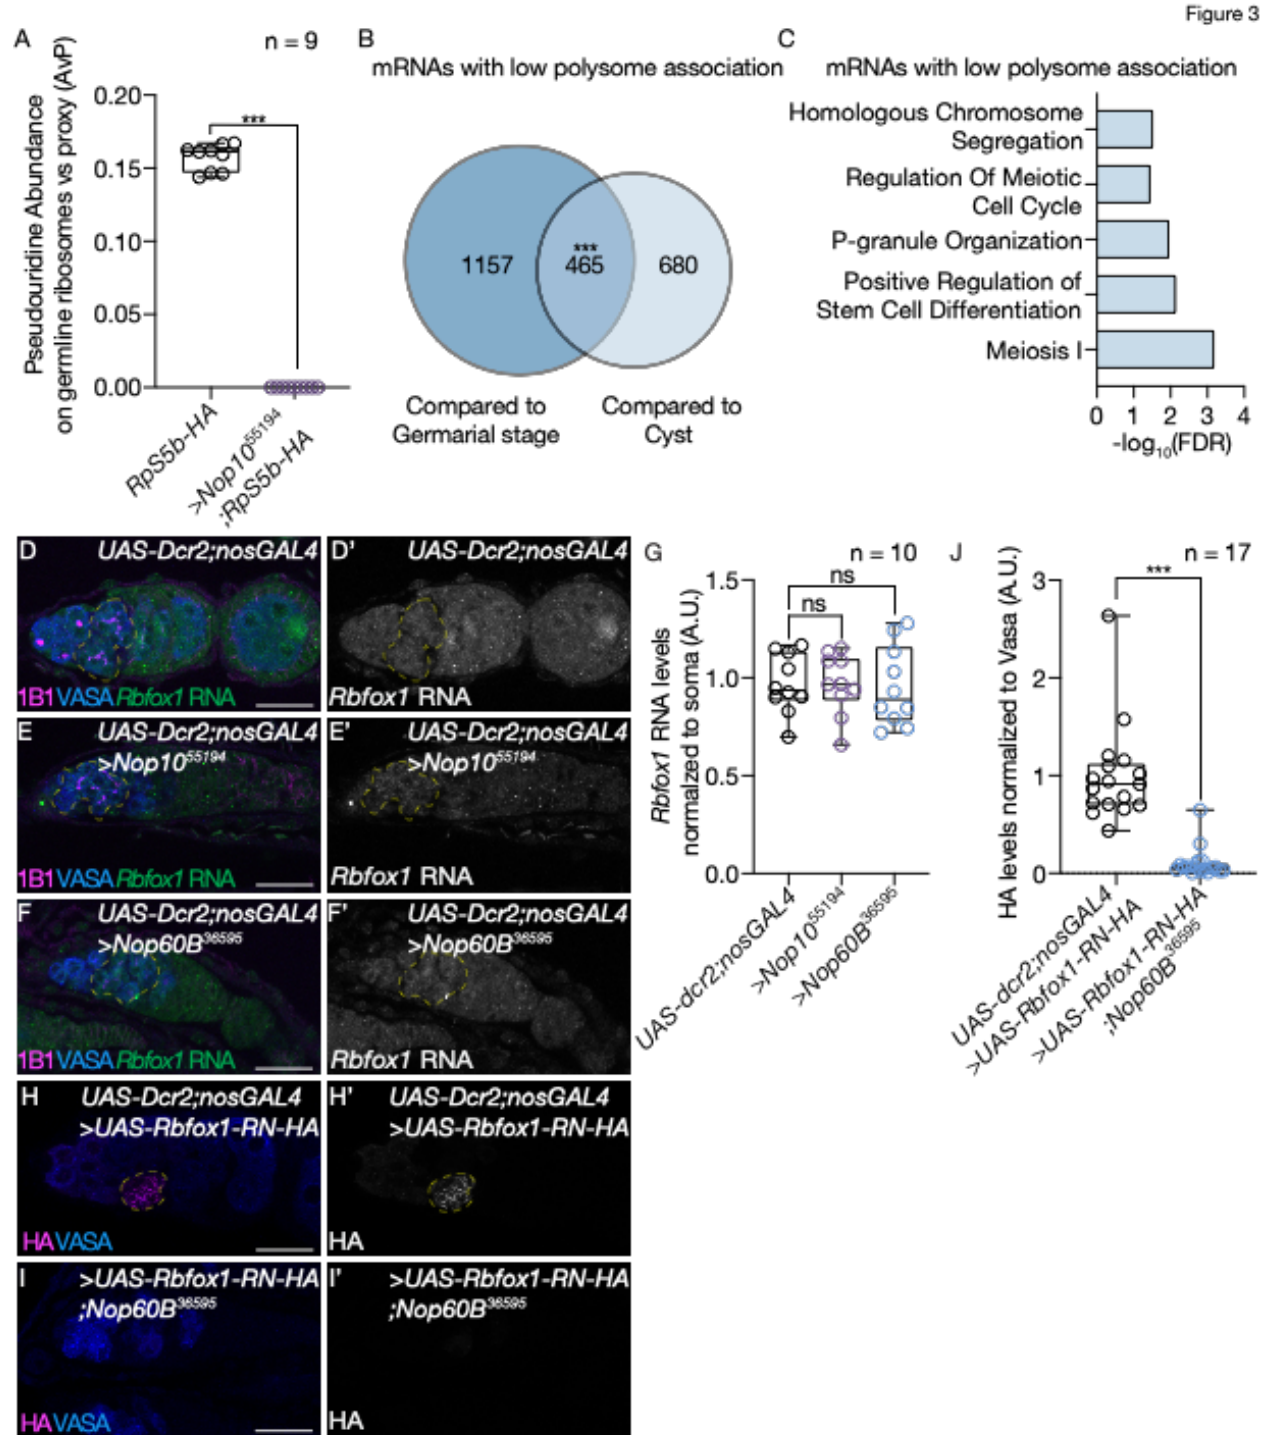 Figure 3
A
n = 9
Pseudouridine Abundance
on germline ribosomes vs proxy (AvP)
0.20
0.15
0.10
0.05
0.00
***
RpS5b-HA
>Nop10^55194
;RpS5b-HA
B
mRNAs with low polysome association
1157
***
465
680
Compared to
Germarial stage
Compared to
Cyst
C
mRNAs with low polysome association
Homologous Chromosome
Segregation
Regulation Of Meiotic
Cell Cycle
P-granule Organization
Positive Regulation of
Stem Cell Differentiation
Meiosis I
0 1 2 3 4
-log₁₀(FDR)
D UAS-Dcr2;nosGAL4
1B1 VASA Rbfox1 RNA
D' UAS-Dcr2;nosGAL4
Rbfox1 RNA
E UAS-Dcr2;nosGAL4
>Nop10^55194
1B1 VASA Rbfox1 RNA
E' UAS-Dcr2;nosGAL4
>Nop10^55194
Rbfox1 RNA
F UAS-Dcr2;nosGAL4
>Nop60B^36595
1B1 VASA Rbfox1 RNA
F' UAS-Dcr2;nosGAL4
>Nop60B^36595
Rbfox1 RNA
G
n = 10
Rbfox1 RNA levels
normalized to soma (A.U.)
1.5
1.0
0.5
0.0
ns
ns
UAS-dcr2;nosGAL4
>Nop10^55194
>Nop60B^36595
H UAS-Dcr2;nosGAL4
>UAS-Rbfox1-RN-HA
HA VASA
H' UAS-Dcr2;nosGAL4
>UAS-Rbfox1-RN-HA
HA
I >UAS-Rbfox1-RN-HA
;Nop60B^36595
HA VASA
I' >UAS-Rbfox1-RN-HA
;Nop60B^36595
HA
J
n = 17
HA levels normalized to Vasa (A.U.)
3
2
1
0
***
UAS-dcr2;nosGAL4
>UAS-Rbfox1-RN-HA
>UAS-Rbfox1-RN-HA
;Nop60B^36595